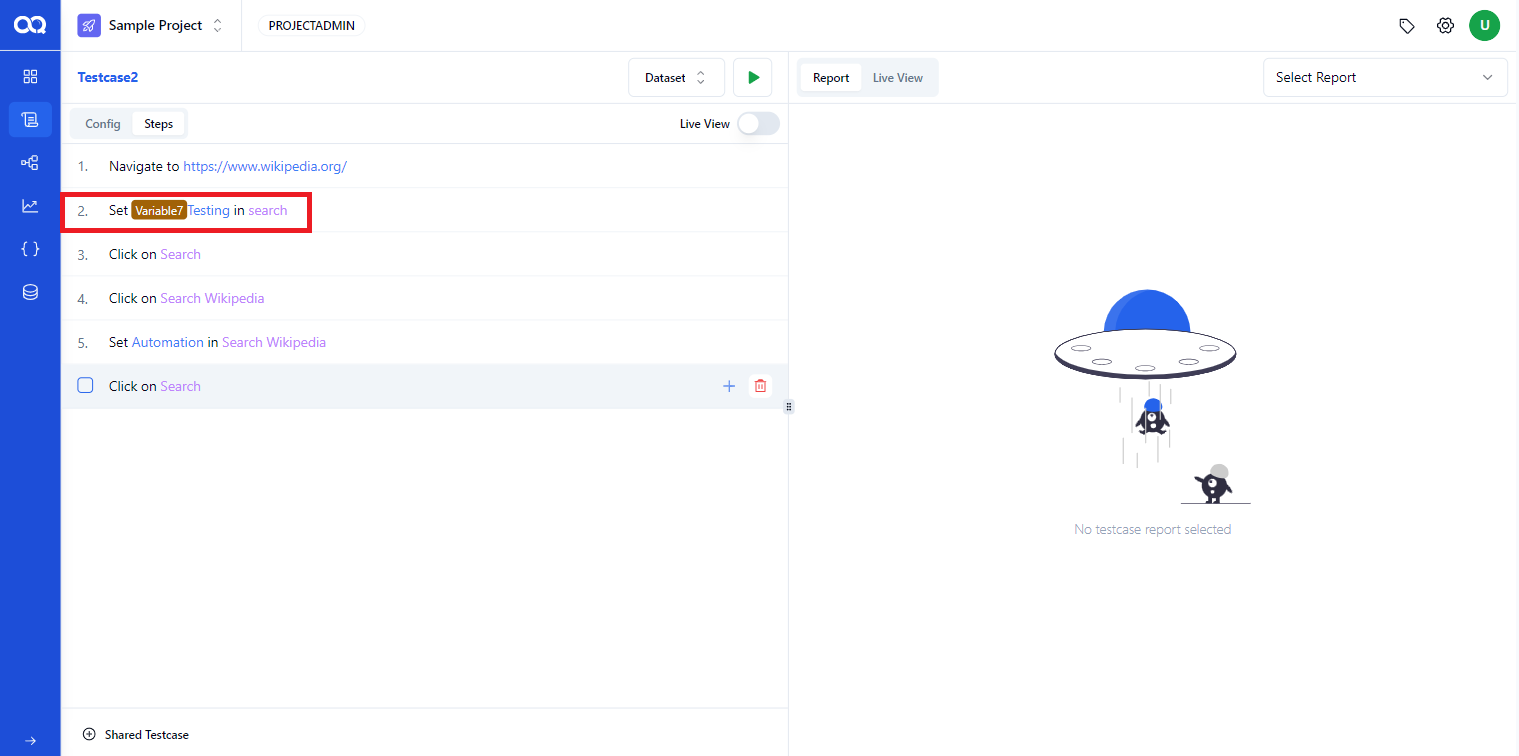 Sample Project
PROJECTADMIN
U
Testcase2
Dataset
Report
Live View
Select Report
Config
Steps
Live View
1. Navigate to https://www.wikipedia.org/
2. Set Variable7 Testing in search
3. Click on Search
4. Click on Search Wikipedia
5. Set Automation in Search Wikipedia
Click on Search
No testcase report selected
Shared Testcase